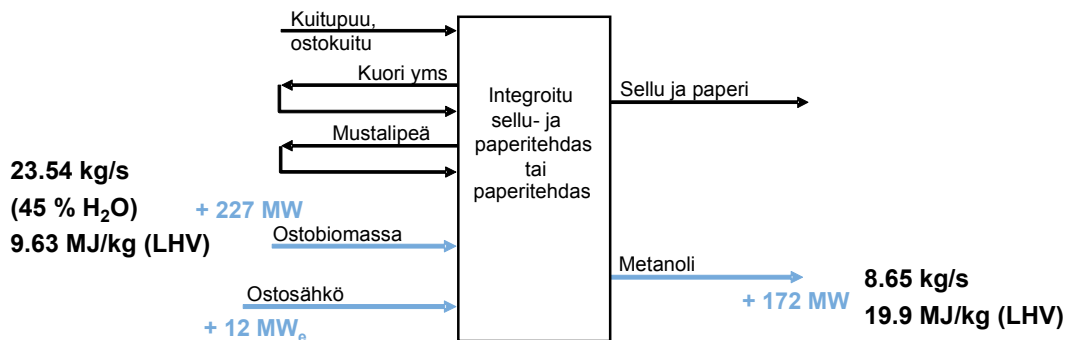 Kuitupuu,
ostokuitu
Kuori yms
Mustalipeä
23.54 kg/s
(45 % H₂O)
+ 227 MW
9.63 MJ/kg (LHV)
Ostobiomassa
Ostosähkö
+ 12 MWₑ
Integroitu
sellu- ja
paperitehdas
tai
paperitehdas
Sellu ja paperi
Metanoli
+ 172 MW
8.65 kg/s
19.9 MJ/kg (LHV)